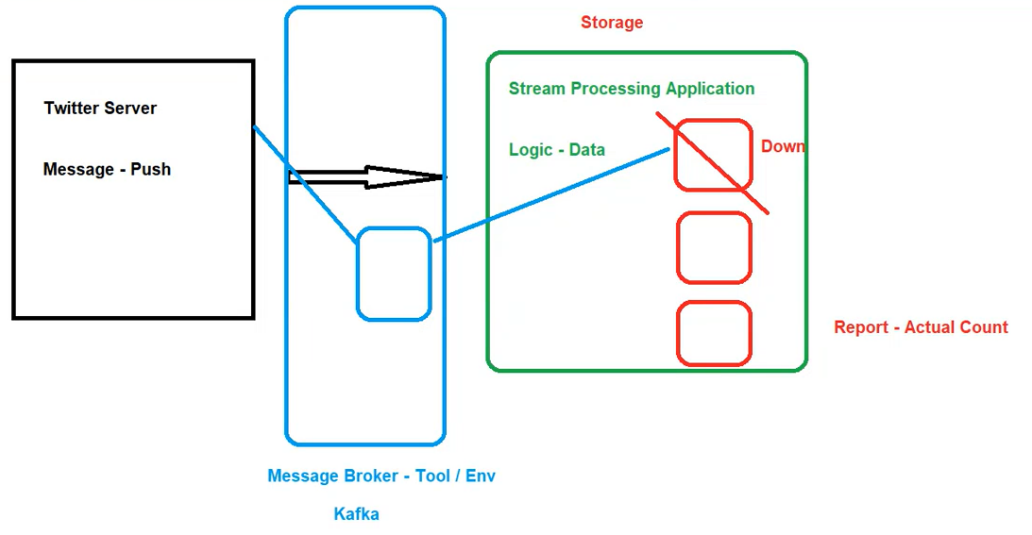 Storage
Stream Processing Application
Twitter Server
Logic - Data
Down
Message - Push
Report - Actual Count
Message Broker - Tool / Env
Kafka